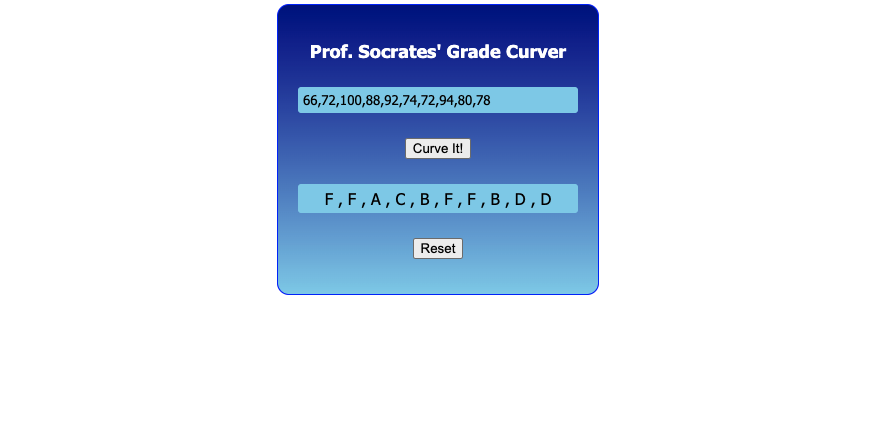 Prof. Socrates' Grade Curver
66,72,100,88,92,74,72,94,80,78
Curve It!
F , F , A , C , B , F , F , B , D , D
Reset